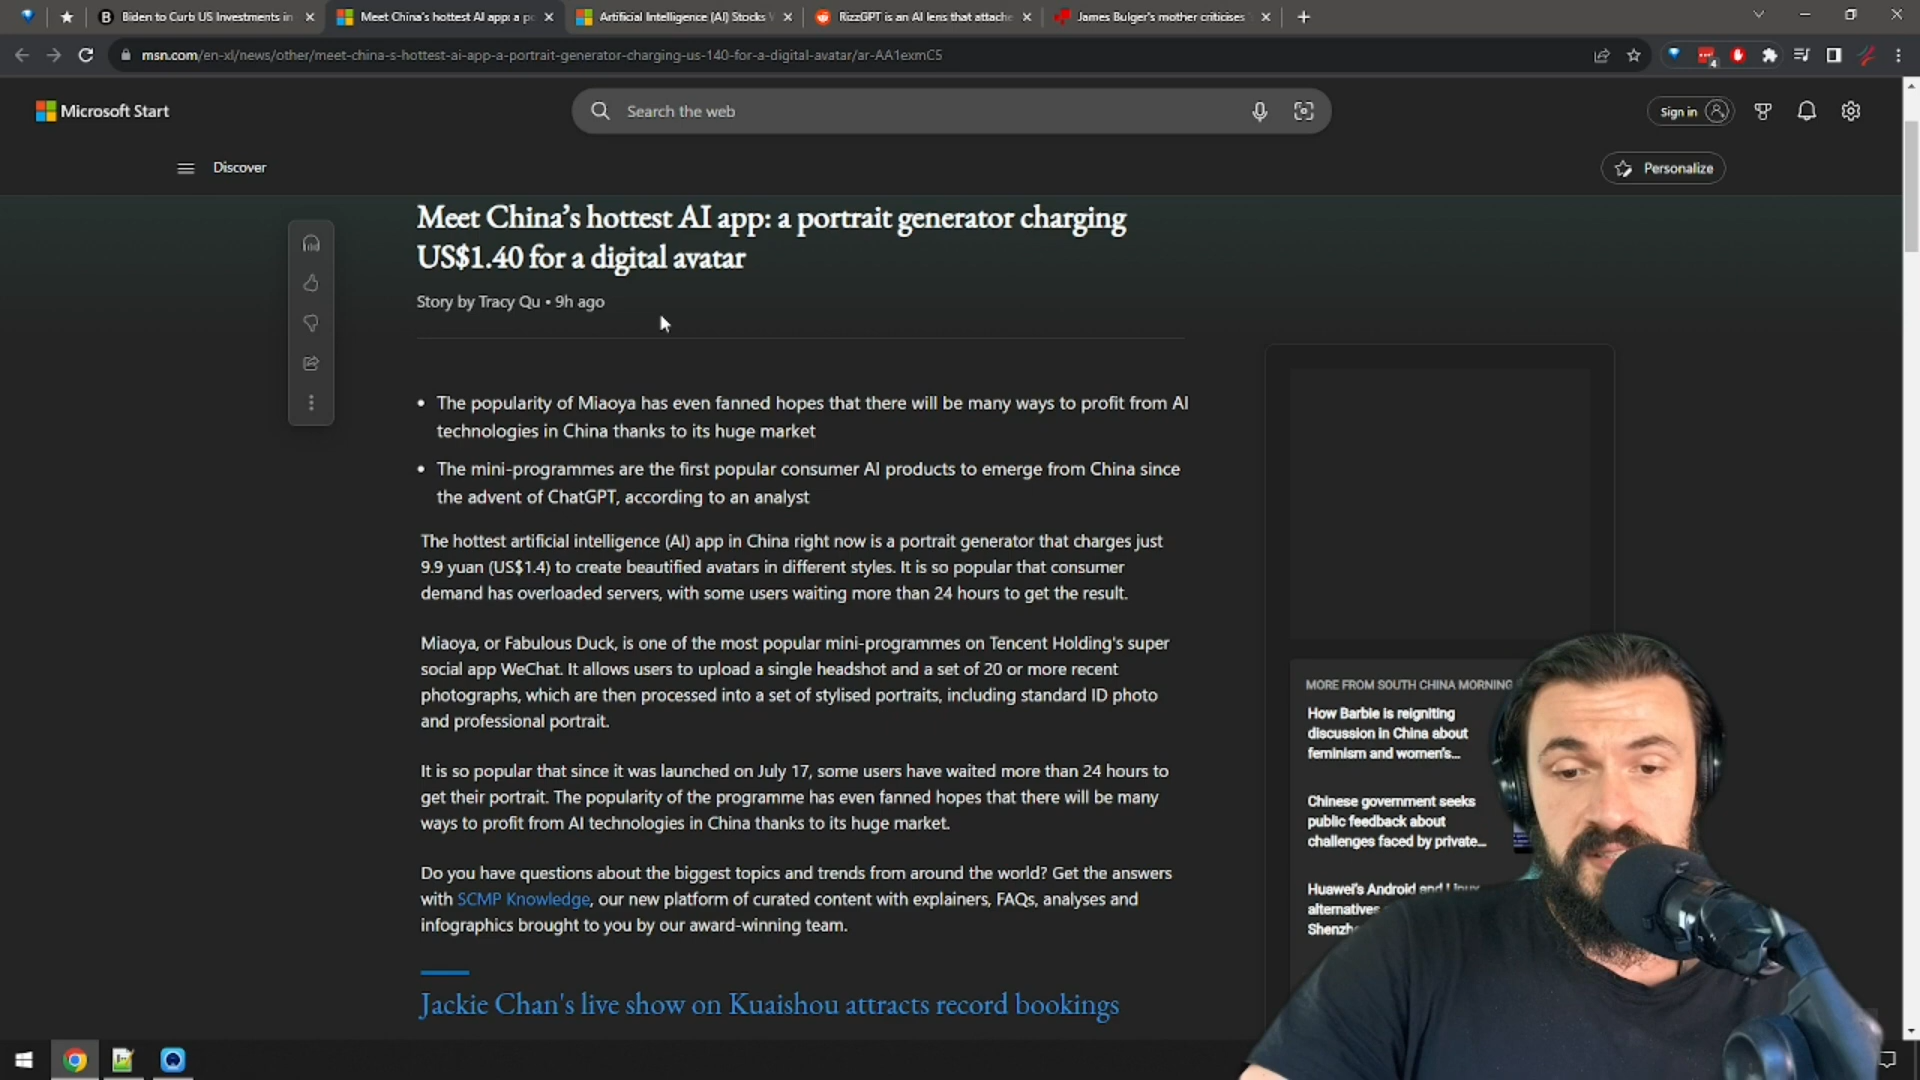 Biden to Curb US Investments in
Meet China's hottest AI app: a po
Artificial Intelligence (AI) Stocks
RizzGPT is an AI lens that attache
James Bulger's mother criticises
msn.com/en-xl/news/other/meet-china-s-hottest-ai-app-a-portrait-generator-charging-us-140-for-a-digital-avatar/ar-AA1exmC5
4
Microsoft Start
Search the web
Sign in
Discover
Personalize
Meet China's hottest AI app: a portrait generator charging
US$1.40 for a digital avatar
Story by Tracy Qu • 9h ago
• The popularity of Miaoya has even fanned hopes that there will be many ways to profit from AI
technologies in China thanks to its huge market
• The mini-programmes are the first popular consumer AI products to emerge from China since
the advent of ChatGPT, according to an analyst
The hottest artificial intelligence (AI) app in China right now is a portrait generator that charges just
9.9 yuan (US$1.4) to create beautified avatars in different styles. It is so popular that consumer
demand has overloaded servers, with some users waiting more than 24 hours to get the result.
Miaoya, or Fabulous Duck, is one of the most popular mini-programmes on Tencent Holding's super
social app WeChat. It allows users to upload a single headshot and a set of 20 or more recent
photographs, which are then processed into a set of stylised portraits, including standard ID photo
and professional portrait.
It is so popular that since it was launched on July 17, some users have waited more than 24 hours to
get their portrait. The popularity of the programme has even fanned hopes that there will be many
ways to profit from AI technologies in China thanks to its huge market.
Do you have questions about the biggest topics and trends from around the world? Get the answers
with SCMP Knowledge, our new platform of curated content with explainers, FAQs, analyses and
infographics brought to you by our award-winning team.
Jackie Chan's live show on Kuaishou attracts record bookings
MORE FROM SOUTH CHINA MORNING
How Barbie is reigniting
discussion in China about
feminism and women's...
Chinese government seeks
public feedback about
challenges faced by private...
Huawei's Android and Linux
alternatives
Shenzhe